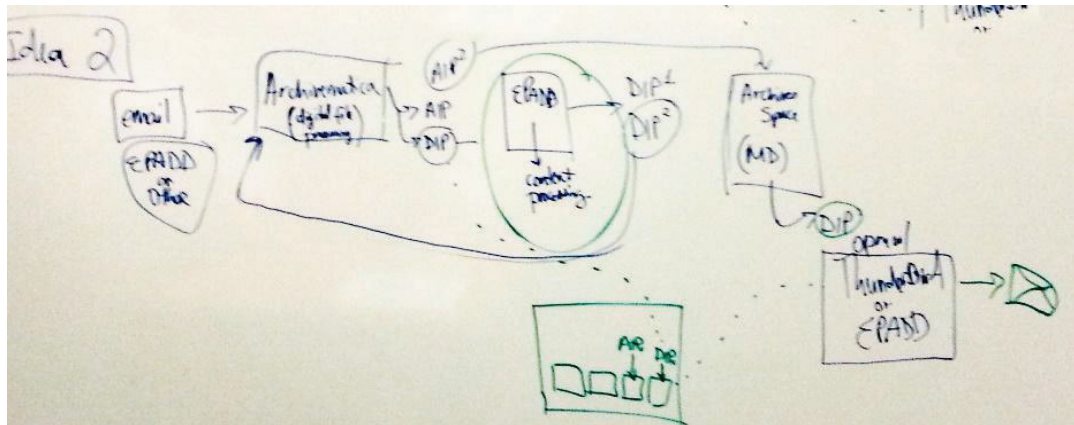 Idea 2
email
EPADD
or
Other
Archivematica
(digital file
processing)
AIP²
AIP
DIP
EPADD
content
processing
DIP¹
DIP²
Archives
Space
(MD)
DIP
Thunderbird
or
EPADD
AIP DIP
or